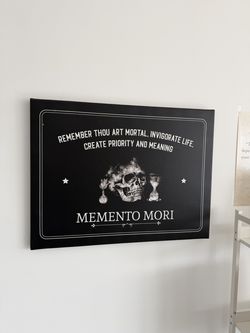 REMEMBER THOU ART MORTAL, INVIGORATE LIFE,
CREATE PRIORITY AND MEANING
MEMENTO MORI